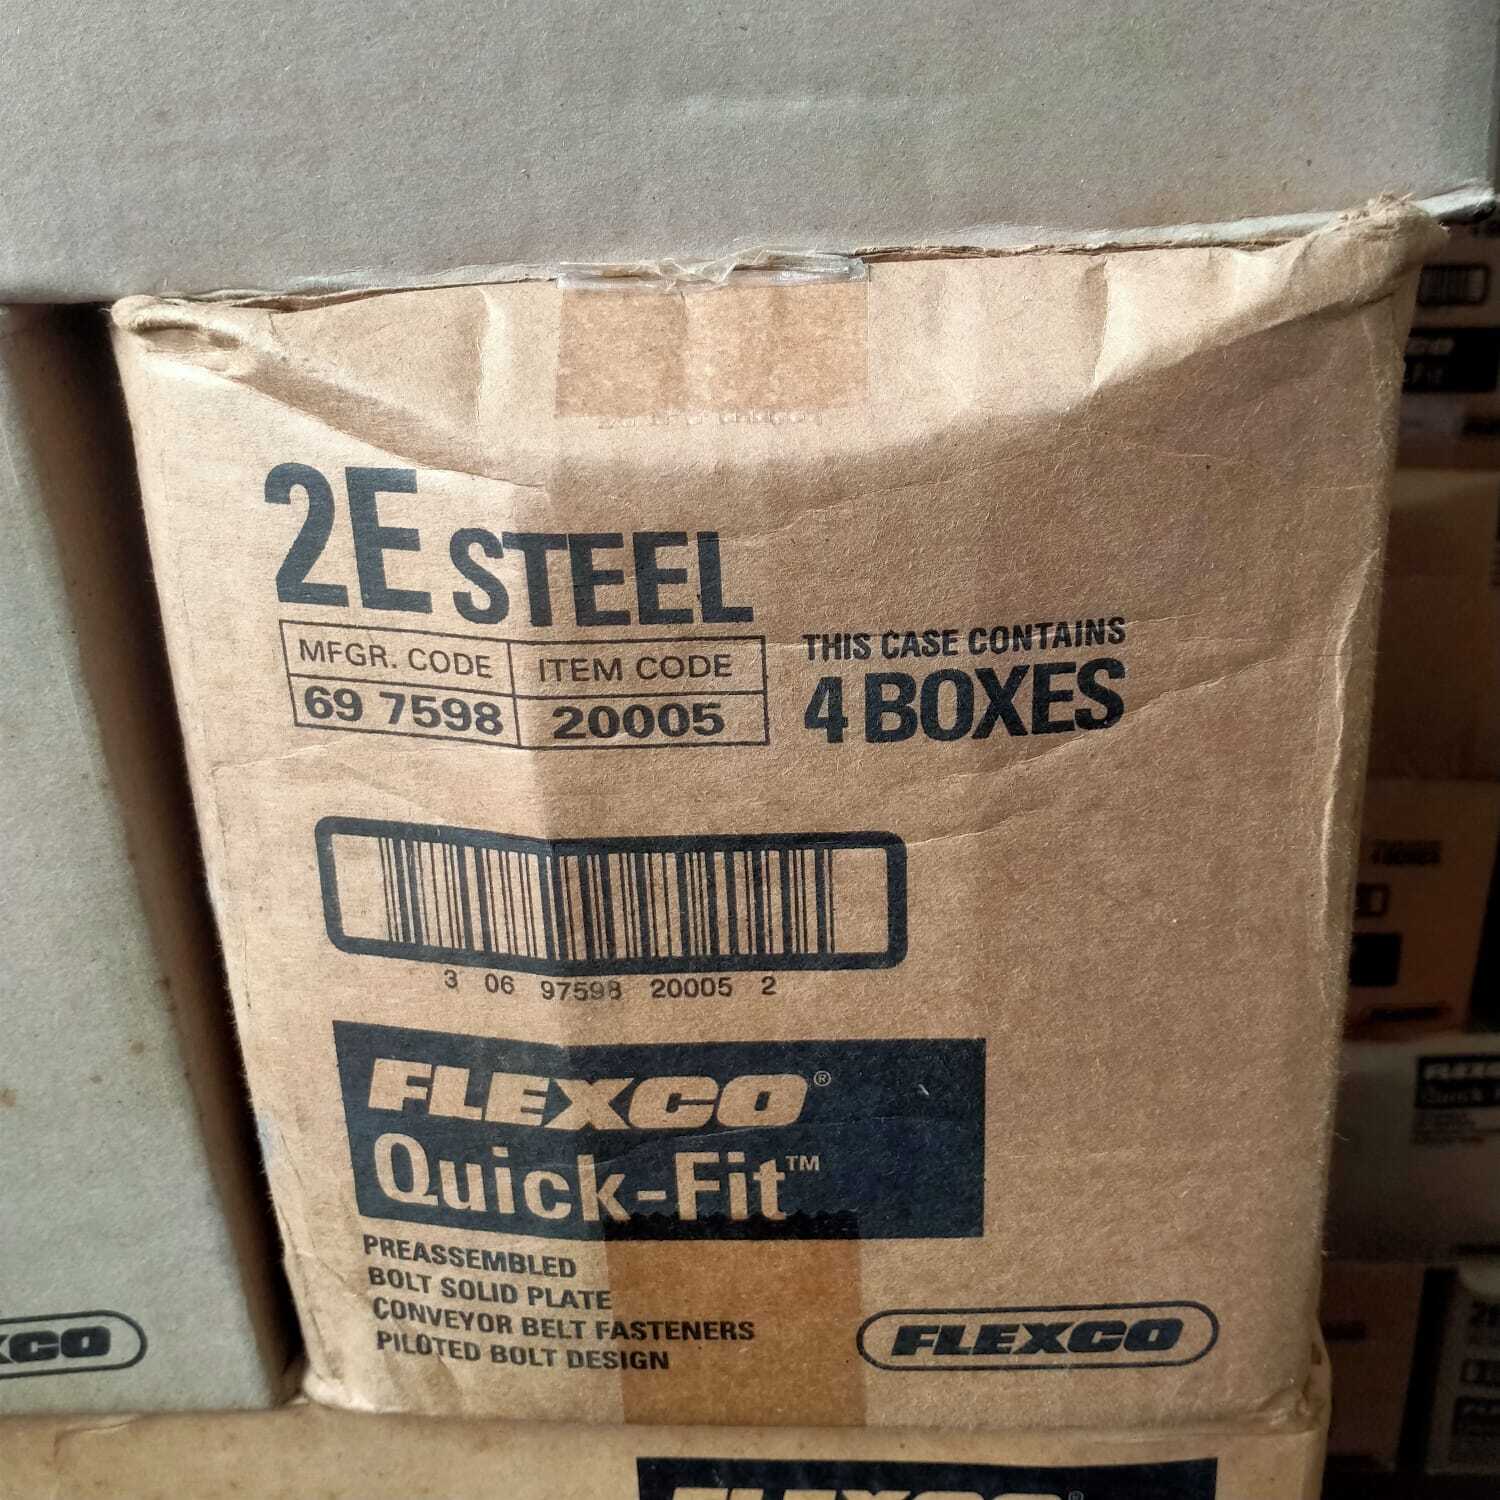 2E STEEL
MFGR. CODE ITEM CODE
69 7598 20005
THIS CASE CONTAINS
4 BOXES
3 06 97598 20005 2
FLEXCO®
Quick-Fit™
PREASSEMBLED
BOLT SOLID PLATE
CONVEYOR BELT FASTENERS
PILOTED BOLT DESIGN
FLEXCO